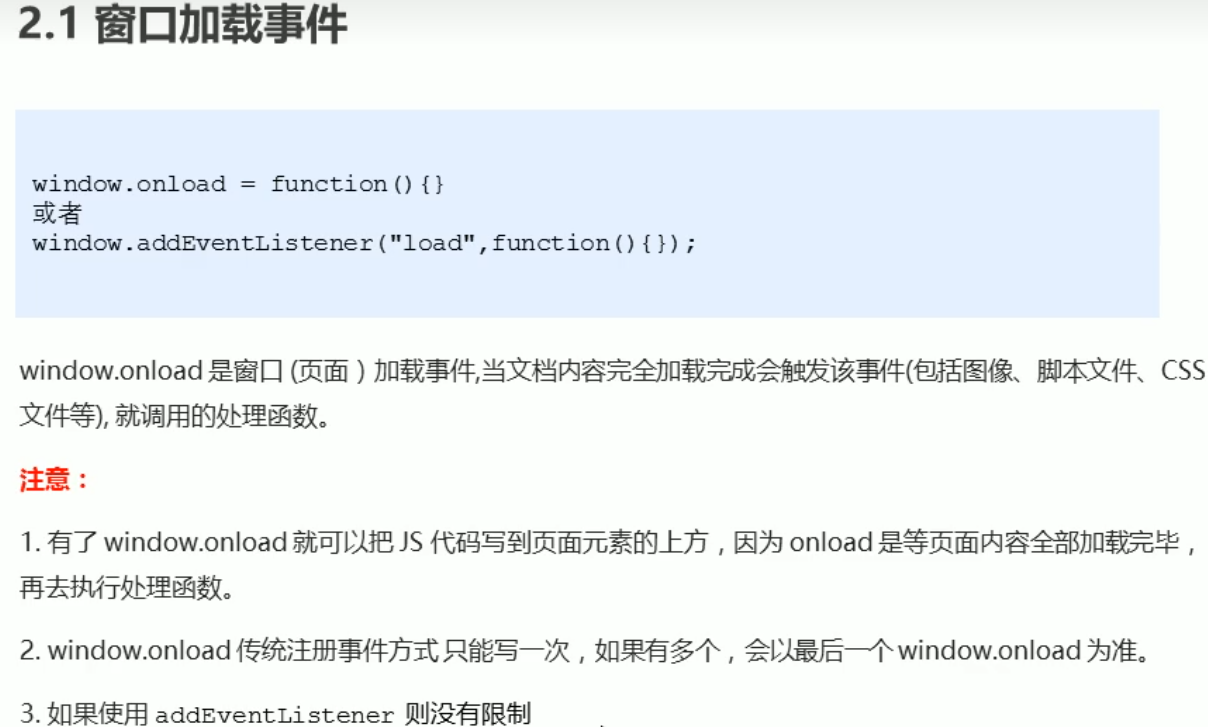 2.1 窗口加载事件
window.onload = function(){}
或者
window.addEventListener("load",function(){});
window.onload 是窗口 (页面）加载事件,当文档内容完全加载完成会触发该事件(包括图像、脚本文件、CSS
文件等), 就调用的处理函数。
注意：
1. 有了 window.onload 就可以把 JS 代码写到页面元素的上方，因为 onload 是等页面内容全部加载完毕，
再去执行处理函数。
2. window.onload 传统注册事件方式 只能写一次，如果有多个，会以最后一个 window.onload 为准。
3. 如果使用 addEventListener 则没有限制